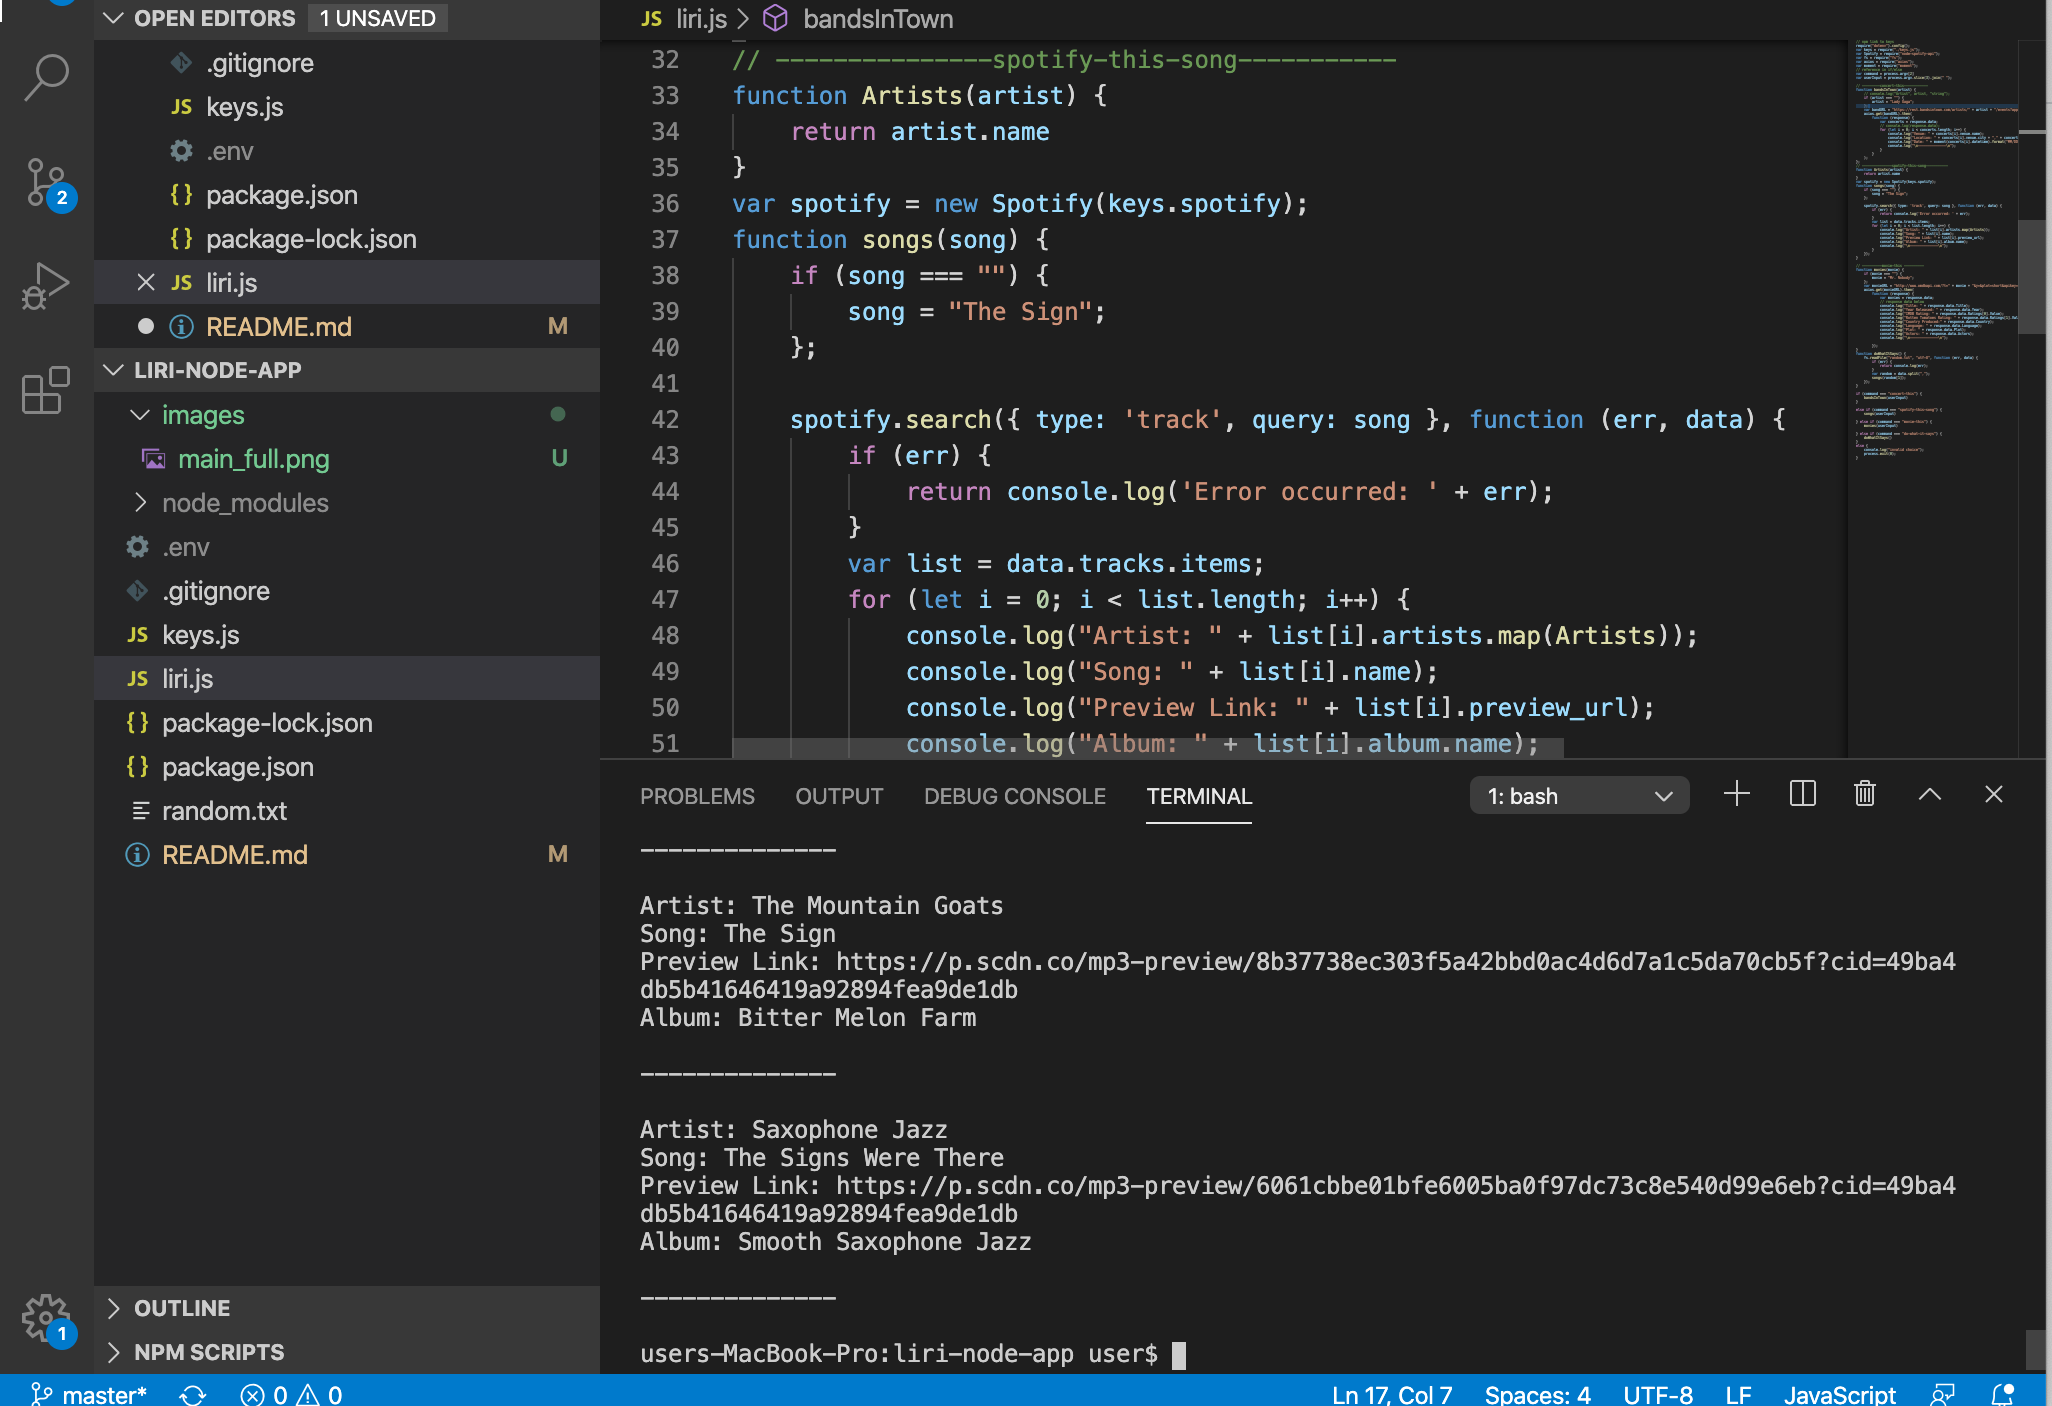 OPEN EDITORS 1 UNSAVED
.gitignore
JS keys.js
.env
{} package.json
{} package-lock.json
JS liri.js
README.md M
LIRI-NODE-APP
images
main_full.png U
node_modules
.env
.gitignore
JS keys.js
JS liri.js
{} package-lock.json
{} package.json
random.txt
README.md M
OUTLINE
NPM SCRIPTS
2
1
JS liri.js > bandsInTown
32 // ---------------spotify-this-song-----------
33 function Artists(artist) {
34 return artist.name
35 }
36 var spotify = new Spotify(keys.spotify);
37 function songs(song) {
38 if (song === "") {
39 song = "The Sign";
40 };
41
42 spotify.search({ type: 'track', query: song }, function (err, data) {
43 if (err) {
44 return console.log('Error occurred: ' + err);
45 }
46 var list = data.tracks.items;
47 for (let i = 0; i < list.length; i++) {
48 console.log("Artist: " + list[i].artists.map(Artists));
49 console.log("Song: " + list[i].name);
50 console.log("Preview Link: " + list[i].preview_url);
51 console.log("Album: " + list[i].album.name);
PROBLEMS OUTPUT DEBUG CONSOLE TERMINAL 1: bash
--------------
Artist: The Mountain Goats
Song: The Sign
Preview Link: https://p.scdn.co/mp3-preview/8b37738ec303f5a42bbd0ac4d6d7a1c5da70cb5f?cid=49ba4
db5b41646419a92894fea9de1db
Album: Bitter Melon Farm
--------------
Artist: Saxophone Jazz
Song: The Signs Were There
Preview Link: https://p.scdn.co/mp3-preview/6061cbbe01bfe6005ba0f97dc73c8e540d99e6eb?cid=49ba4
db5b41646419a92894fea9de1db
Album: Smooth Saxophone Jazz
--------------
users-MacBook-Pro:liri-node-app user$
master* 0 0 Ln 17, Col 7 Spaces: 4 UTF-8 LF JavaScript